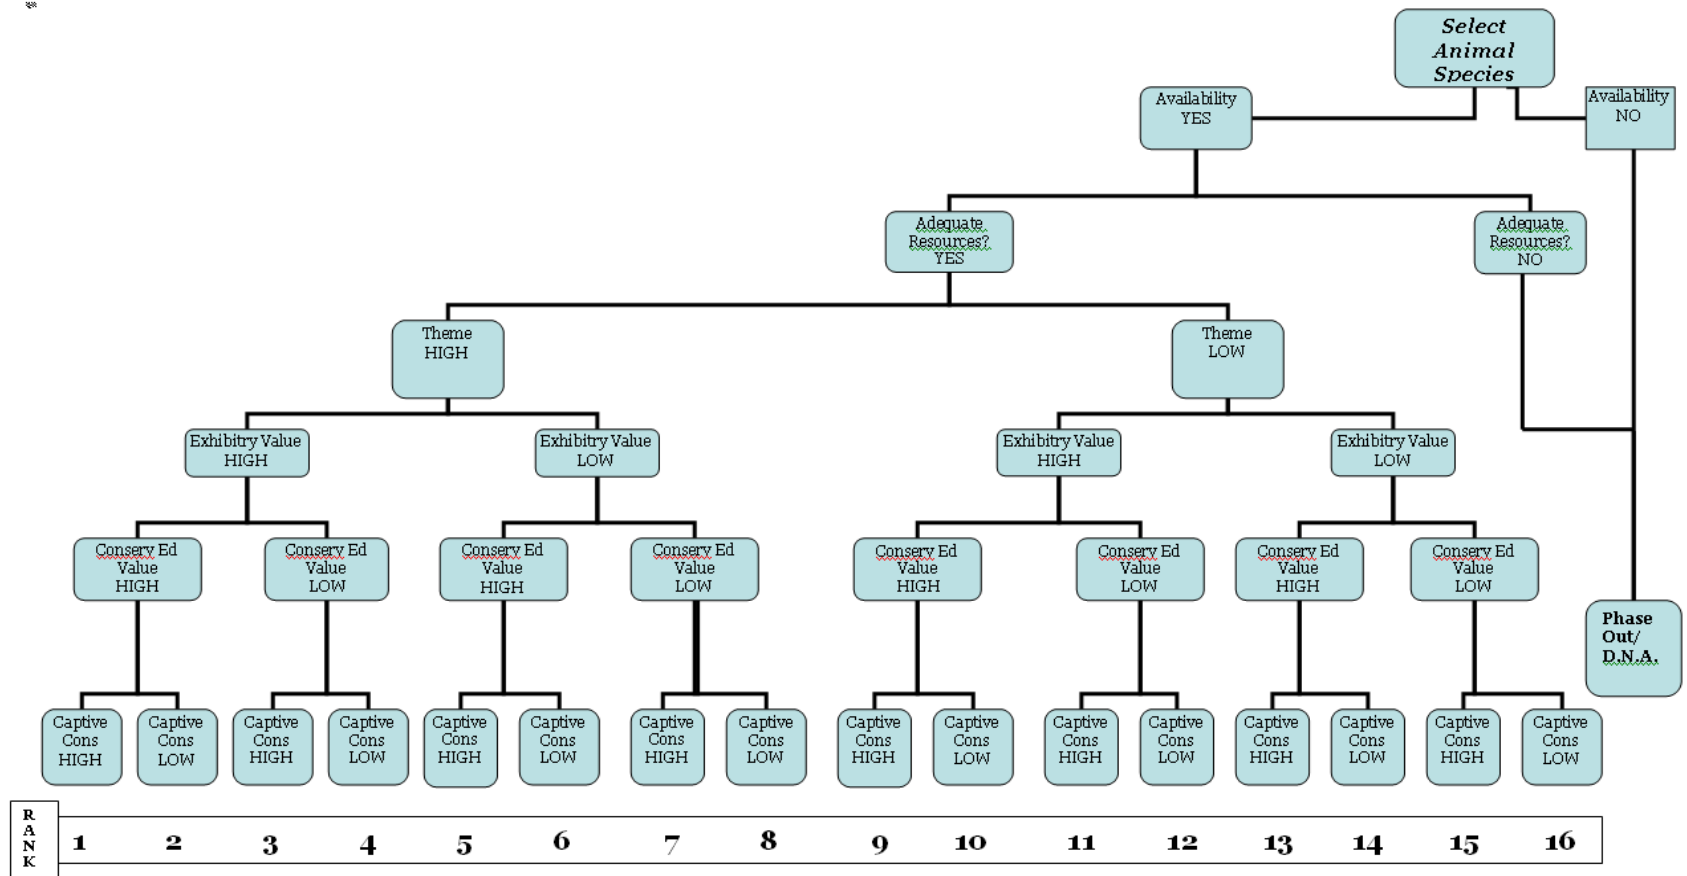 Select
Animal
Species
Availability
YES
Availability
NO
Adequate
Resources?
YES
Adequate
Resources?
NO
Theme
HIGH
Theme
LOW
Exhibitry Value
HIGH
Exhibitry Value
LOW
Exhibitry Value
HIGH
Exhibitry Value
LOW
Conserv Ed
Value
HIGH
Conserv Ed
Value
LOW
Conserv Ed
Value
HIGH
Conserv Ed
Value
LOW
Conserv Ed
Value
HIGH
Conserv Ed
Value
LOW
Conserv Ed
Value
HIGH
Conserv Ed
Value
LOW
Phase
Out/
D.N.A.
Captive
Cons
HIGH
Captive
Cons
LOW
Captive
Cons
HIGH
Captive
Cons
LOW
Captive
Cons
HIGH
Captive
Cons
LOW
Captive
Cons
HIGH
Captive
Cons
LOW
Captive
Cons
HIGH
Captive
Cons
LOW
Captive
Cons
HIGH
Captive
Cons
LOW
Captive
Cons
HIGH
Captive
Cons
LOW
Captive
Cons
HIGH
Captive
Cons
LOW
RANK
1 2 3 4 5 6 7 8 9 10 11 12 13 14 15 16